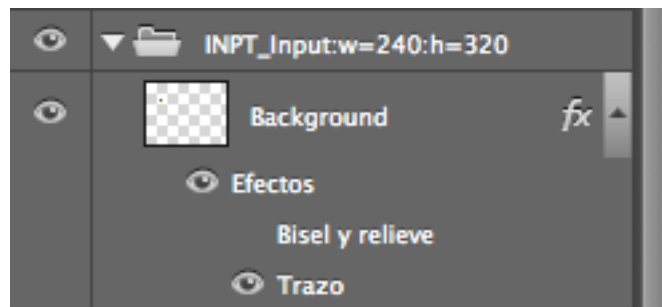 INPT_Input:w=240:h=320
Background fx
Efectos
Bisel y relieve
Trazo